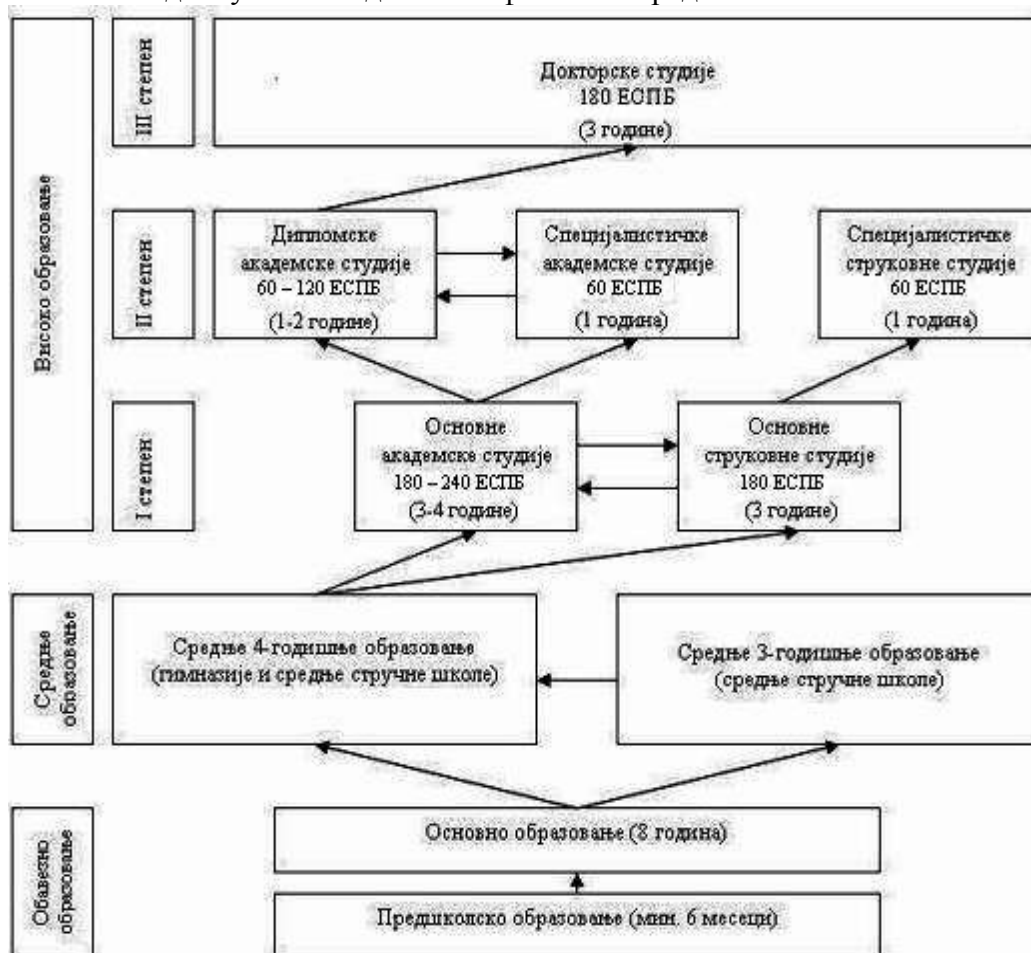 III степен
Докторске студије
180 ЕСПБ
(3 године)
Високо образовање
II степен
Дипломске
академске студије
60 – 120 ЕСПБ
(1-2 године)
Специјалистичке
академске студије
60 ЕСПБ
(1 година)
Специјалистичке
струковне студије
60 ЕСПБ
(1 година)
I степен
Основне
академске студије
180 – 240 ЕСПБ
(3-4 године)
Основне
струковне студије
180 ЕСПБ
(3 године)
Средње
образовање
Средње 4-годишње образовање
(гимназије и средње стручне школе)
Средње 3-годишње образовање
(средње стручне школе)
Обавезно
образовање
Основно образовање (8 година)
Предшколско образовање (мин. 6 месеци)